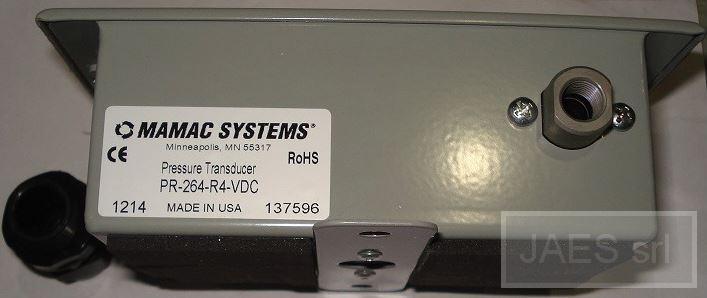 MAMAC SYSTEMS®
Minneapolis, MN 55317
CE RoHS
Pressure Transducer
PR-264-R4-VDC
1214 MADE IN USA 137596
JAES srl